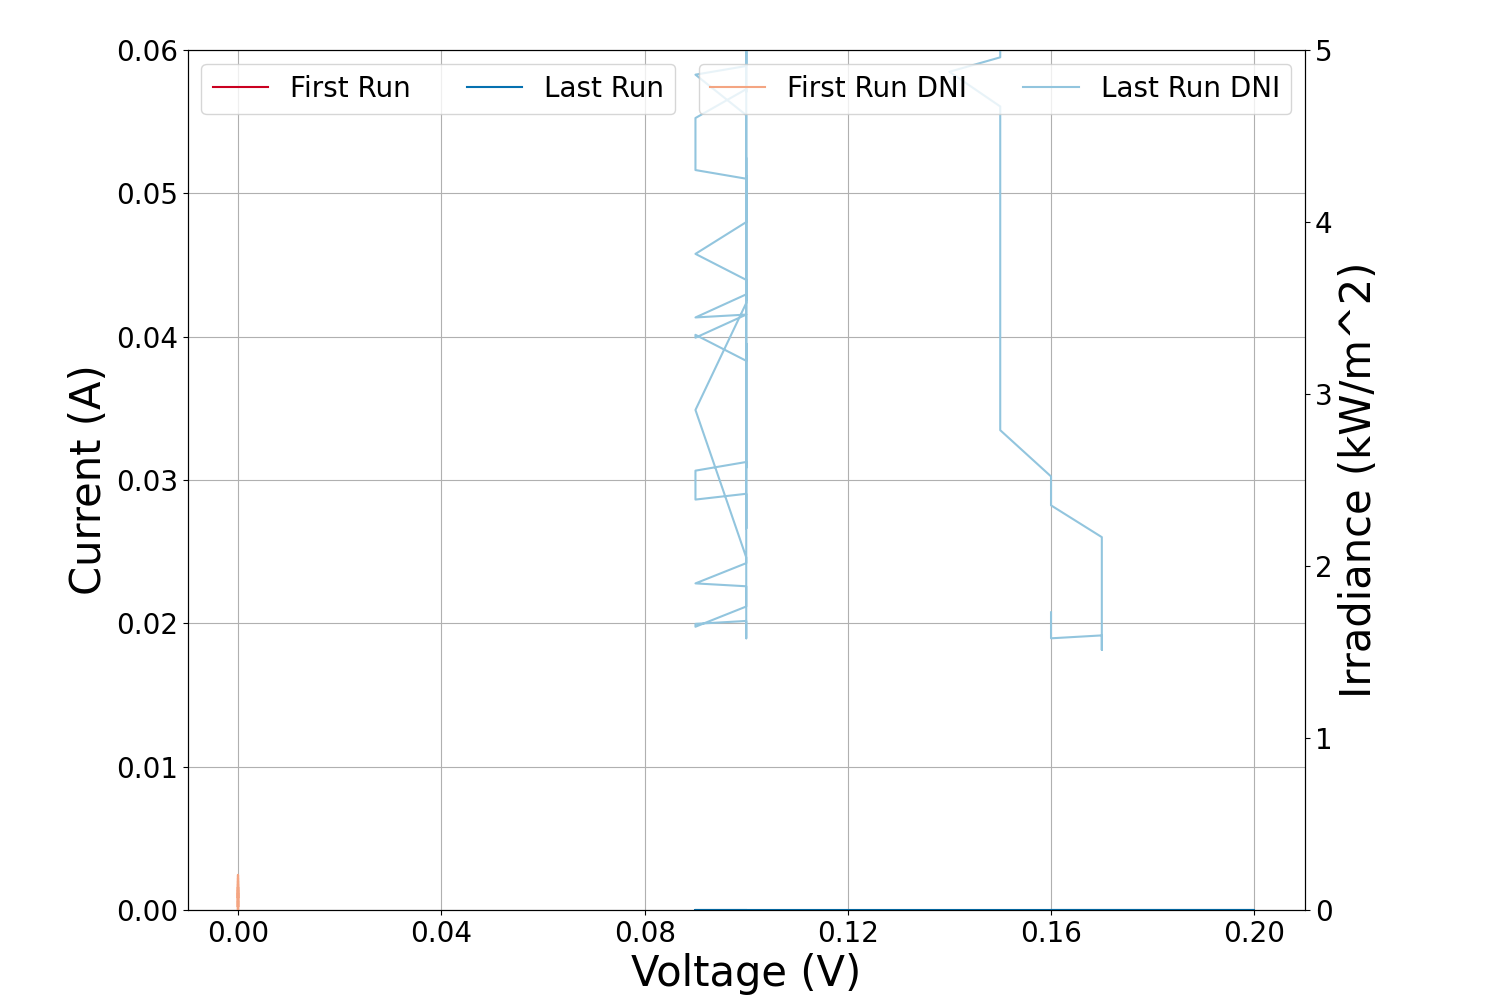 First Run
Last Run
First Run DNI
Last Run DNI
0.06
0.05
0.04
0.03
0.02
0.01
0.00
Current (A)
5
4
3
2
1
0
Irradiance (kW/m^2)
0.00
0.04
0.08
0.12
0.16
0.20
Voltage (V)